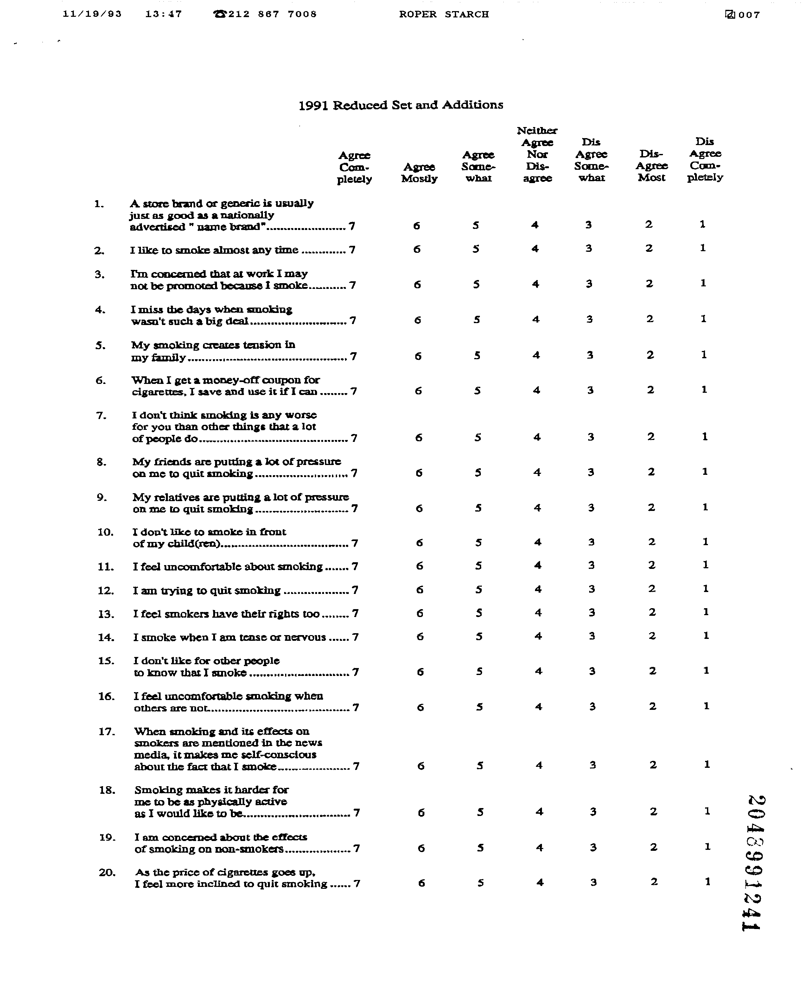 11/19/93 13:47 ☎212 867 7008 ROPER STARCH 007
1991 Reduced Set and Additions
Neither
Agree Dis Dis
Agree Agree Nor Agree Dis- Agree
Com- Agree Some- Dis- Some- Agree Com-
pletely Mostly what agree what Most pletely
1. A store brand or generic is usually
just as good as a nationally
advertised " name brand"....................... 7 6 5 4 3 2 1
2. I like to smoke almost any time ............. 7 6 5 4 3 2 1
3. I'm concerned that at work I may
not be promoted because I smoke........... 7 6 5 4 3 2 1
4. I miss the days when smoking
wasn't such a big deal............................. 7 6 5 4 3 2 1
5. My smoking creates tension in
my family................................................ 7 6 5 4 3 2 1
6. When I get a money-off coupon for
cigarettes, I save and use it if I can ........ 7 6 5 4 3 2 1
7. I don't think smoking is any worse
for you than other things that a lot
of people do............................................. 7 6 5 4 3 2 1
8. My friends are putting a lot of pressure
on me to quit smoking............................ 7 6 5 4 3 2 1
9. My relatives are putting a lot of pressure
on me to quit smoking............................ 7 6 5 4 3 2 1
10. I don't like to smoke in front
of my child(ren)....................................... 7 6 5 4 3 2 1
11. I feel uncomfortable about smoking ....... 7 6 5 4 3 2 1
12. I am trying to quit smoking .................... 7 6 5 4 3 2 1
13. I feel smokers have their rights too ........ 7 6 5 4 3 2 1
14. I smoke when I am tense or nervous ...... 7 6 5 4 3 2 1
15. I don't like for other people
to know that I smoke .............................. 7 6 5 4 3 2 1
16. I feel uncomfortable smoking when
others are not........................................... 7 6 5 4 3 2 1
17. When smoking and its effects on
smokers are mentioned in the news
media, it makes me self-conscious
about the fact that I smoke...................... 7 6 5 4 3 2 1
18. Smoking makes it harder for
me to be as physically active
as I would like to be................................ 7 6 5 4 3 2 1
19. I am concerned about the effects
of smoking on non-smokers.................... 7 6 5 4 3 2 1
20. As the price of cigarettes goes up,
I feel more inclined to quit smoking ...... 7 6 5 4 3 2 1
2048991241